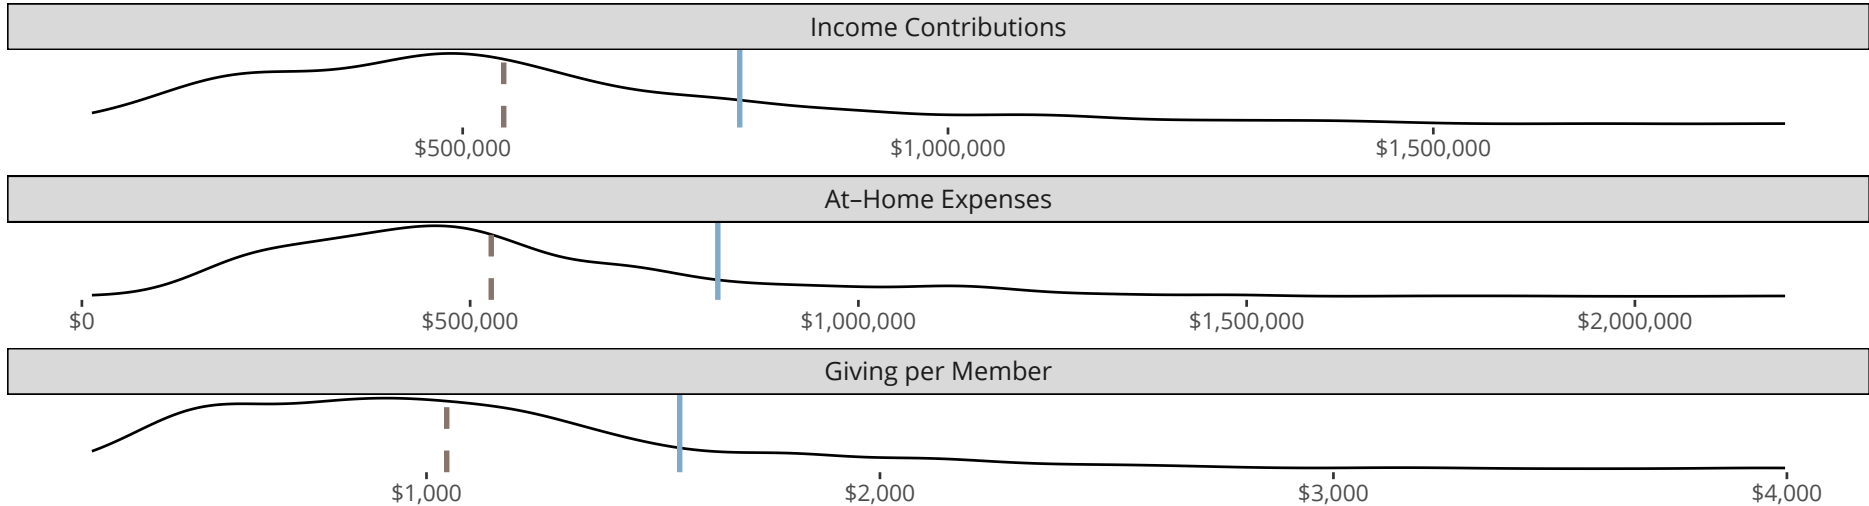 Income Contributions
$500,000 $1,000,000 $1,500,000
At–Home Expenses
$0 $500,000 $1,000,000 $1,500,000 $2,000,000
Giving per Member
$1,000 $2,000 $3,000 $4,000